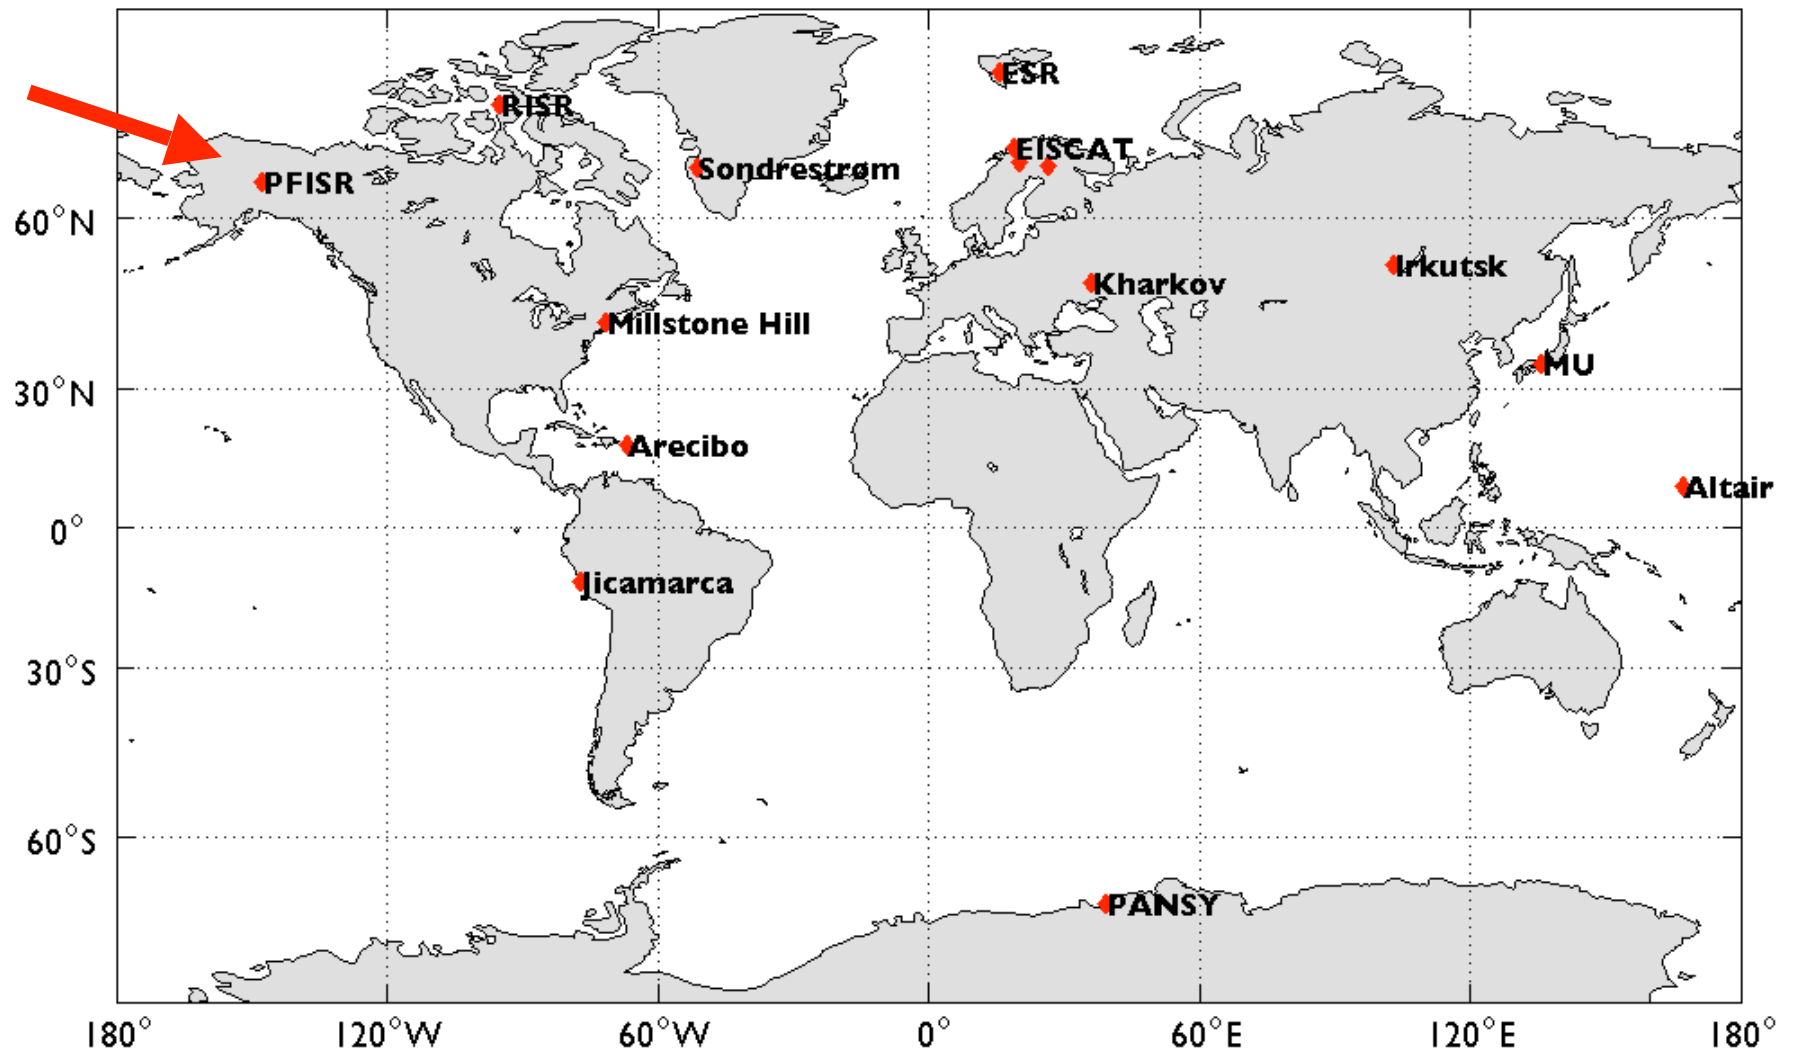 ESR
RISR
EISCAT
Sondrestrøm
PFISR
60°N
Irkutsk
Kharkov
Millstone Hill
MU
30°N
Arecibo
Altair
0°
Jicamarca
30°S
60°S
PANSY
180° 120°W 60°W 0° 60°E 120°E 180°